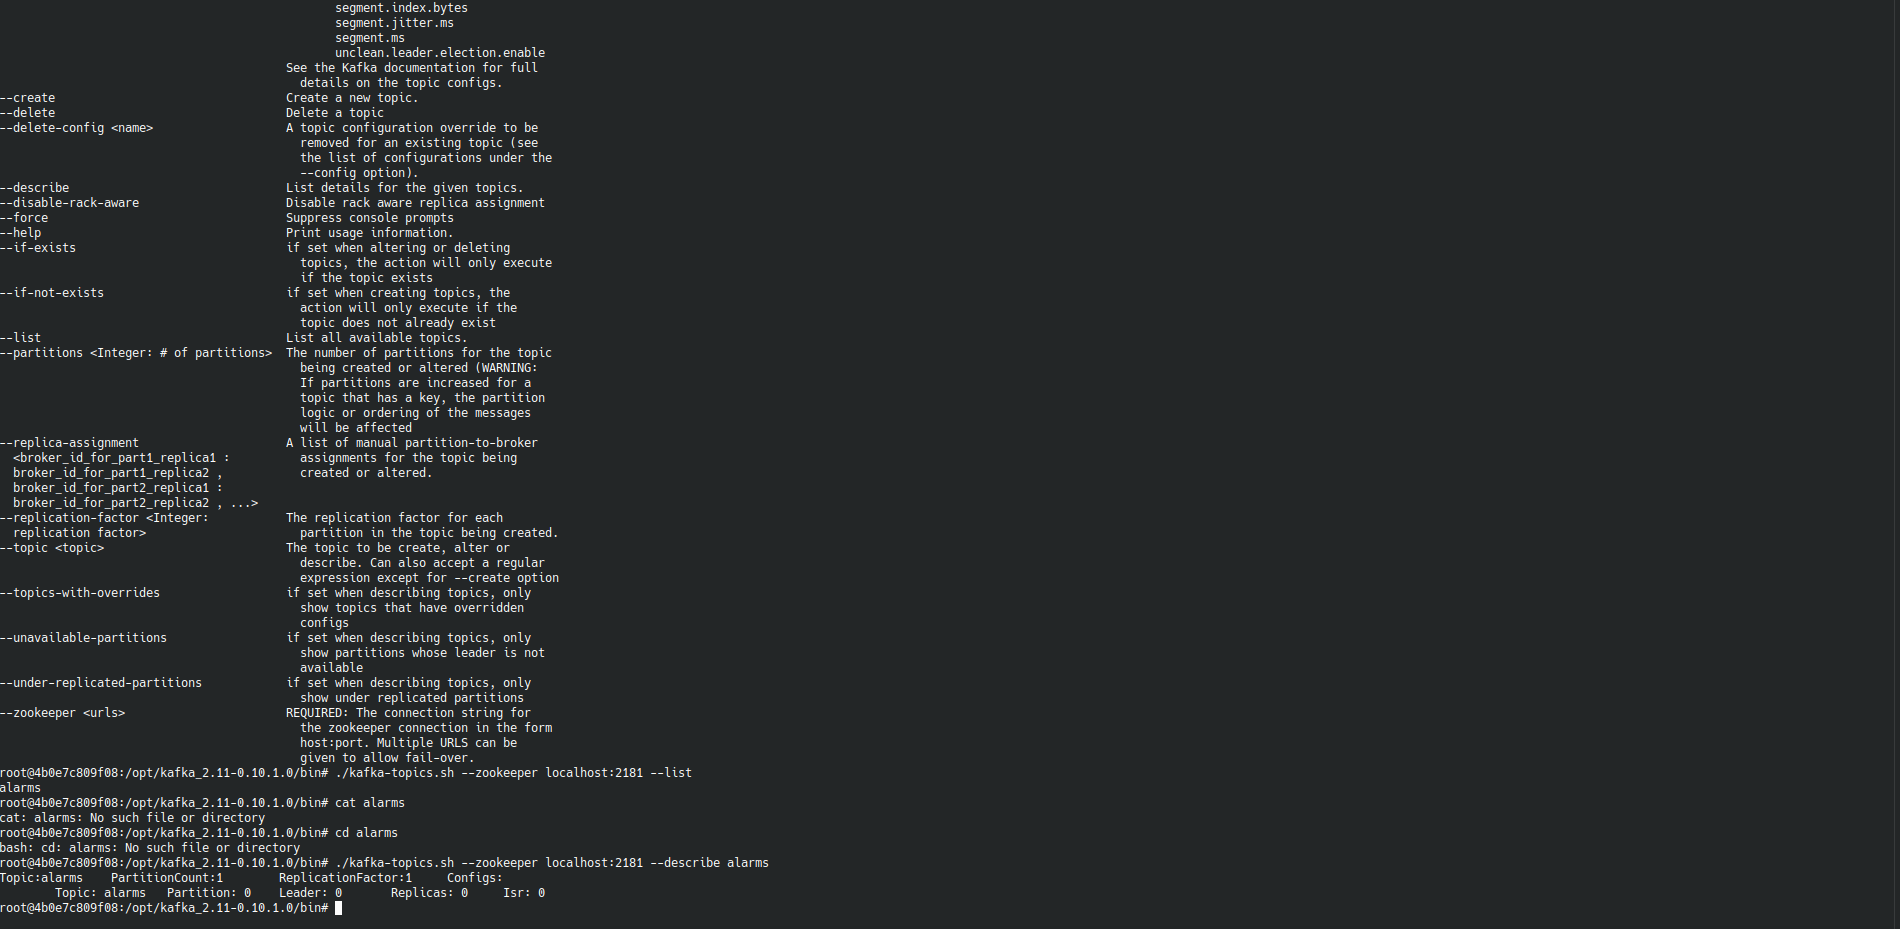 segment.index.bytes
segment.jitter.ms
segment.ms
unclean.leader.election.enable
See the Kafka documentation for full
details on the topic configs.
--create Create a new topic.
--delete Delete a topic
--delete-config <name> A topic configuration override to be
removed for an existing topic (see
the list of configurations under the
--config option).
--describe List details for the given topics.
--disable-rack-aware Disable rack aware replica assignment
--force Suppress console prompts
--help Print usage information.
--if-exists if set when altering or deleting
topics, the action will only execute
if the topic exists
--if-not-exists if set when creating topics, the
action will only execute if the
topic does not already exist
--list List all available topics.
--partitions <Integer: # of partitions> The number of partitions for the topic
being created or altered (WARNING:
If partitions are increased for a
topic that has a key, the partition
logic or ordering of the messages
will be affected
--replica-assignment A list of manual partition-to-broker
<broker_id_for_part1_replica1 : assignments for the topic being
broker_id_for_part1_replica2 , created or altered.
broker_id_for_part2_replica1 :
broker_id_for_part2_replica2 , ...>
--replication-factor <Integer: The replication factor for each
replication factor> partition in the topic being created.
--topic <topic> The topic to be create, alter or
describe. Can also accept a regular
expression except for --create option
--topics-with-overrides if set when describing topics, only
show topics that have overridden
configs
--unavailable-partitions if set when describing topics, only
show partitions whose leader is not
available
--under-replicated-partitions if set when describing topics, only
show under replicated partitions
--zookeeper <urls> REQUIRED: The connection string for
the zookeeper connection in the form
host:port. Multiple URLS can be
given to allow fail-over.
root@4b0e7c809f08:/opt/kafka_2.11-0.10.1.0/bin# ./kafka-topics.sh --zookeeper localhost:2181 --list
alarms
root@4b0e7c809f08:/opt/kafka_2.11-0.10.1.0/bin# cat alarms
cat: alarms: No such file or directory
root@4b0e7c809f08:/opt/kafka_2.11-0.10.1.0/bin# cd alarms
bash: cd: alarms: No such file or directory
root@4b0e7c809f08:/opt/kafka_2.11-0.10.1.0/bin# ./kafka-topics.sh --zookeeper localhost:2181 --describe alarms
Topic:alarms PartitionCount:1 ReplicationFactor:1 Configs:
Topic: alarms Partition: 0 Leader: 0 Replicas: 0 Isr: 0
root@4b0e7c809f08:/opt/kafka_2.11-0.10.1.0/bin#